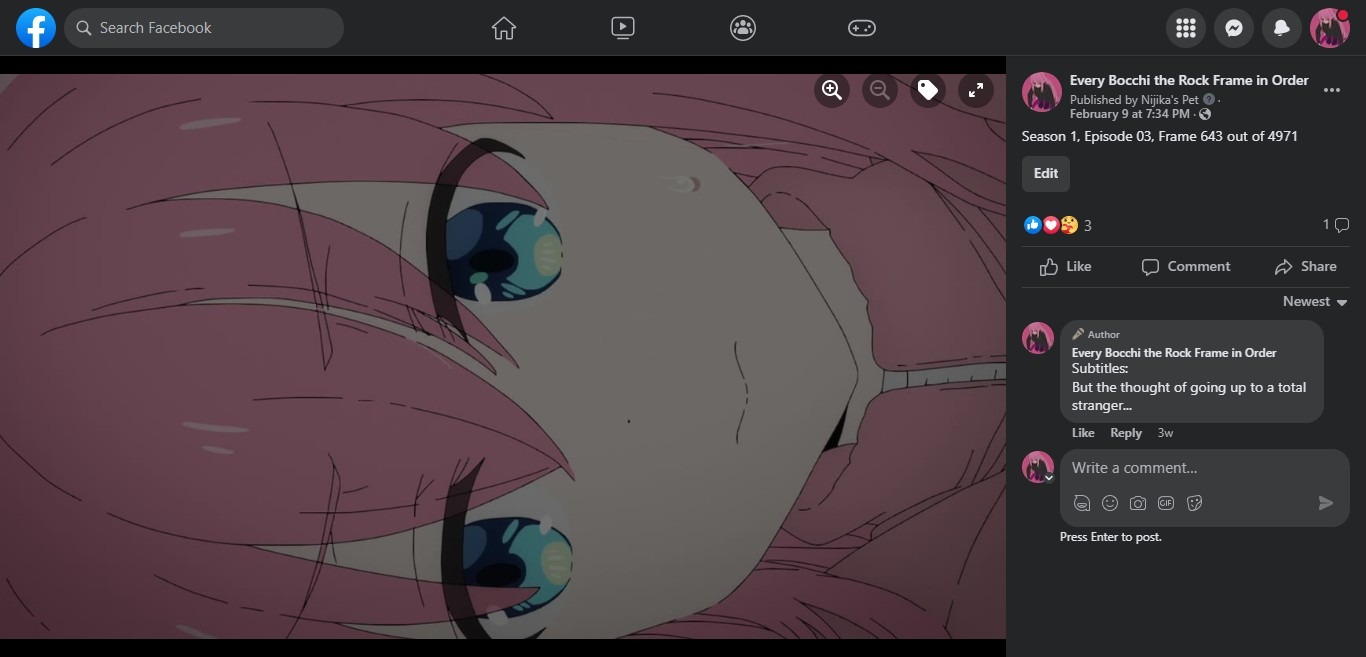 Search Facebook
Every Bocchi the Rock Frame in Order
Published by Nijika's Pet ·
February 9 at 7:34 PM ·
Season 1, Episode 03, Frame 643 out of 4971
Edit
3
1
Like
Comment
Share
Newest
Author
Every Bocchi the Rock Frame in Order
Subtitles:
But the thought of going up to a total
stranger...
Like Reply 3w
Write a comment...
GIF
Press Enter to post.